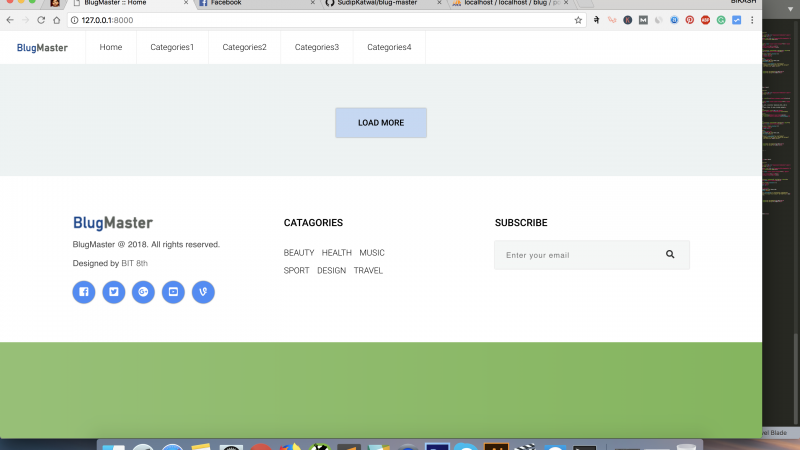 BIKASH
BlugMaster :: Home
Facebook
SudipKatwal/blug-master
localhost / localhost / blug / p
127.0.0.1:8000
BlugMaster
Home
Categories1
Categories2
Categories3
Categories4
LOAD MORE
BlugMaster
BlugMaster @ 2018. All rights reserved.
Designed by BIT 8th
CATAGORIES
BEAUTY HEALTH MUSIC
SPORT DESIGN TRAVEL
SUBSCRIBE
Enter your email
Blade